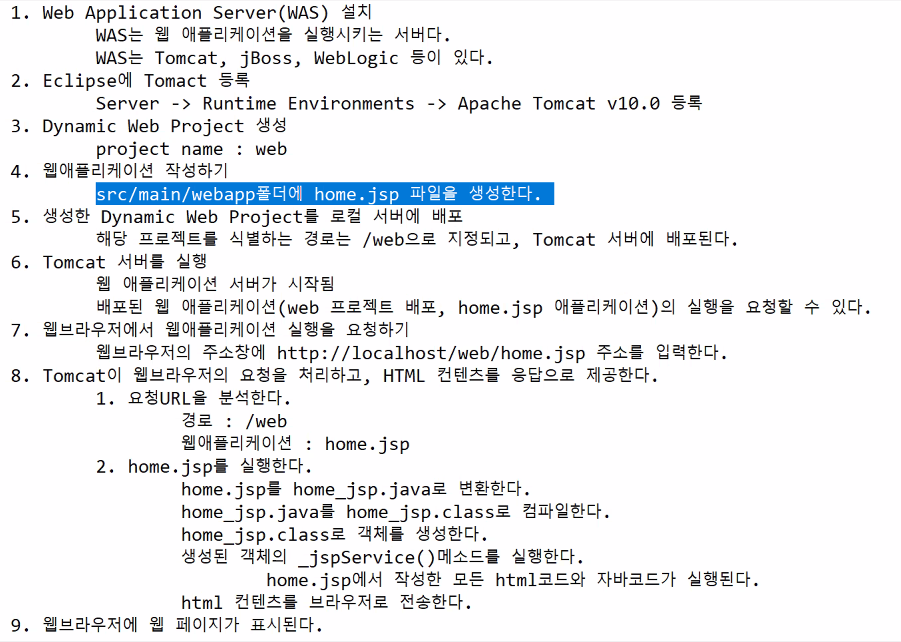 1. Web Application Server(WAS) 설치
WAS는 웹 애플리케이션을 실행시키는 서버다.
WAS는 Tomcat, jBoss, WebLogic 등이 있다.
2. Eclipse에 Tomact 등록
Server -> Runtime Environments -> Apache Tomcat v10.0 등록
3. Dynamic Web Project 생성
project name : web
4. 웹애플리케이션 작성하기
src/main/webapp폴더에 home.jsp 파일을 생성한다.
5. 생성한 Dynamic Web Project를 로컬 서버에 배포
해당 프로젝트를 식별하는 경로는 /web으로 지정되고, Tomcat 서버에 배포된다.
6. Tomcat 서버를 실행
웹 애플리케이션 서버가 시작됨
배포된 웹 애플리케이션(web 프로젝트 배포, home.jsp 애플리케이션)의 실행을 요청할 수 있다.
7. 웹브라우저에서 웹애플리케이션 실행을 요청하기
웹브라우저의 주소창에 http://localhost/web/home.jsp 주소를 입력한다.
8. Tomcat이 웹브라우저의 요청을 처리하고, HTML 컨텐츠를 응답으로 제공한다.
1. 요청URL을 분석한다.
경로 : /web
웹애플리케이션 : home.jsp
2. home.jsp를 실행한다.
home.jsp를 home_jsp.java로 변환한다.
home_jsp.java를 home_jsp.class로 컴파일한다.
home_jsp.class로 객체를 생성한다.
생성된 객체의 _jspService()메소드를 실행한다.
home.jsp에서 작성한 모든 html코드와 자바코드가 실행된다.
html 컨텐츠를 브라우저로 전송한다.
9. 웹브라우저에 웹 페이지가 표시된다.